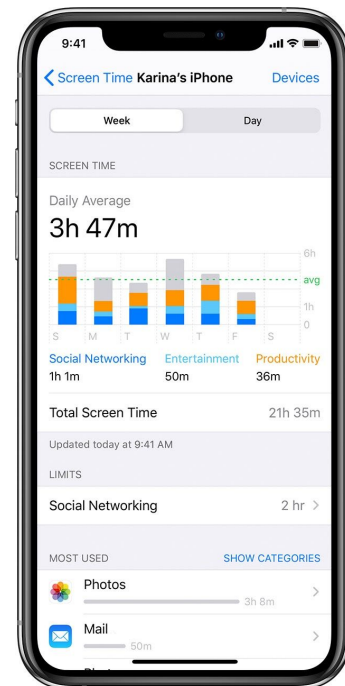 9:41
Screen Time Karina's iPhone Devices
Week Day
SCREEN TIME
Daily Average
3h 47m
6h
avg
1h
0
S M T W T F S
Social Networking Entertainment Productivity
1h 1m 50m 36m
Total Screen Time 21h 35m
Updated today at 9:41 AM
LIMITS
Social Networking 2 hr
MOST USED SHOW CATEGORIES
Photos
3h 8m
Mail
50m